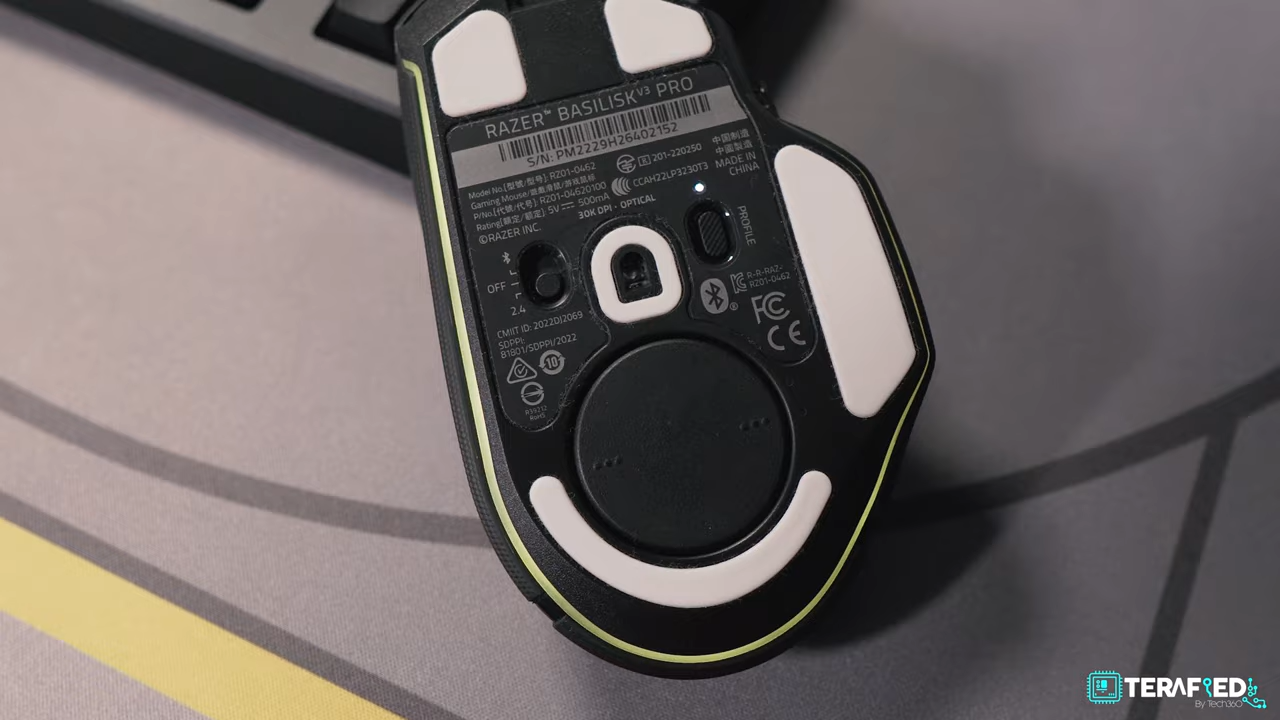 RAZER™ BASILISK V3 PRO
S/N: PM2229H26402152
Model No.[型號/型号]: RZ01-0462
Gaming Mouse/遊戲滑鼠/游戏鼠标
P/No.[代號/代号]: RZ01-04620100
Rating[額定/额定]: 5V 500mA
©RAZER INC.
201-220250
CCAH22LP3230T3
30K DPI · OPTICAL
中国制造
中國製造
MADE IN
CHINA
PROFILE
OFF
2.4
R-R-RAZ-
RZ01-0462
FC
CE
CMIIT ID: 2022DJ2069
SDPPI:
B1801/SDPPI/2022
10
R39212
RoHS
TERAFIED
By Tech360